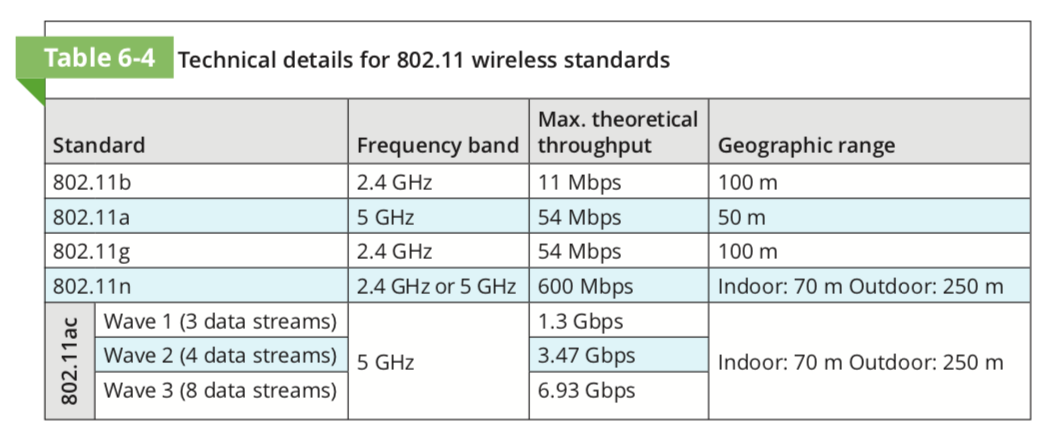 Table 6-4 Technical details for 802.11 wireless standards
Standard Frequency band Max. theoretical throughput Geographic range
802.11b 2.4 GHz 11 Mbps 100 m
802.11a 5 GHz 54 Mbps 50 m
802.11g 2.4 GHz 54 Mbps 100 m
802.11n 2.4 GHz or 5 GHz 600 Mbps Indoor: 70 m Outdoor: 250 m
802.11ac
Wave 1 (3 data streams) 1.3 Gbps
Wave 2 (4 data streams) 5 GHz 3.47 Gbps Indoor: 70 m Outdoor: 250 m
Wave 3 (8 data streams) 6.93 Gbps